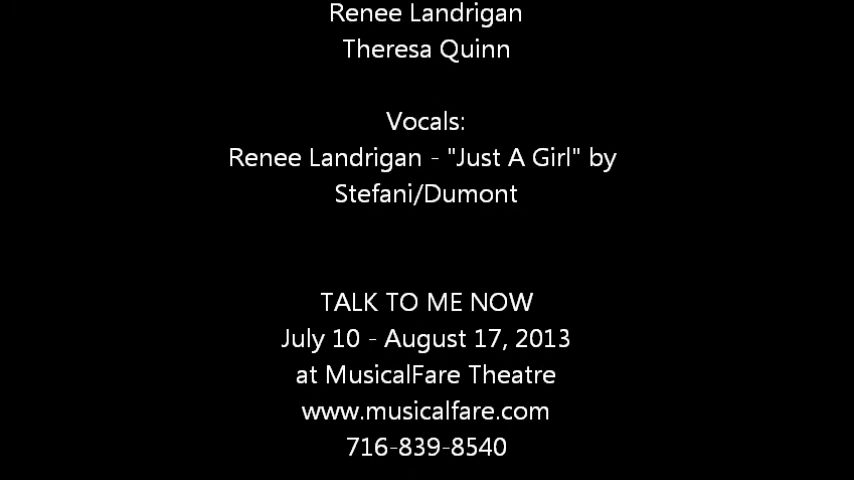 Renee Landrigan
Theresa Quinn
Vocals:
Renee Landrigan - "Just A Girl" by
Stefani/Dumont
TALK TO ME NOW
July 10 - August 17, 2013
at MusicalFare Theatre
www.musicalfare.com
716-839-8540